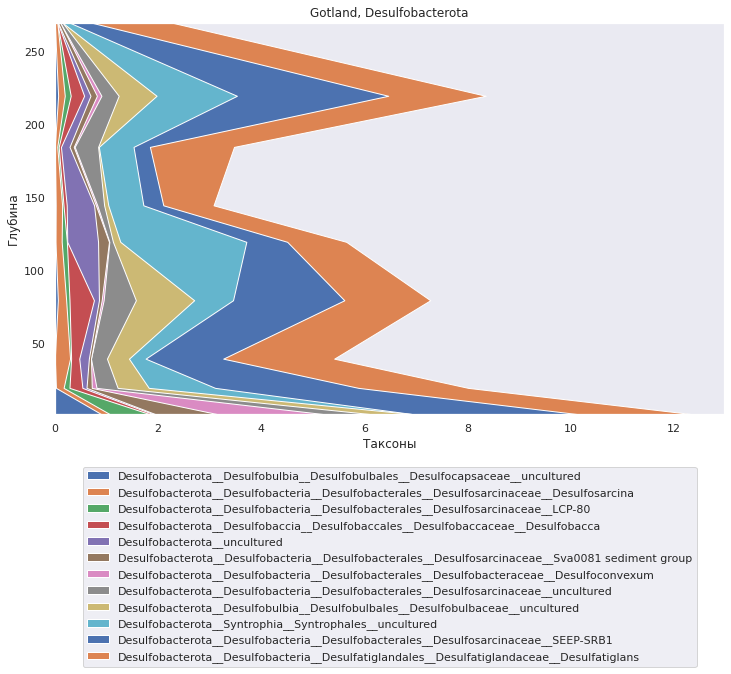 Gotland, Desulfobacterota
250
200
150
100
50
Глубина
0 2 4 6 8 10 12
Таксоны
Desulfobacterota__Desulfobulbia__Desulfobulbales__Desulfocapsaceae__uncultured
Desulfobacterota__Desulfobacteria__Desulfobacterales__Desulfosarcinaceae__Desulfosarcina
Desulfobacterota__Desulfobacteria__Desulfobacterales__Desulfosarcinaceae__LCP-80
Desulfobacterota__Desulfobaccia__Desulfobaccales__Desulfobaccaceae__Desulfobacca
Desulfobacterota__uncultured
Desulfobacterota__Desulfobacteria__Desulfobacterales__Desulfosarcinaceae__Sva0081 sediment group
Desulfobacterota__Desulfobacteria__Desulfobacterales__Desulfobacteraceae__Desulfoconvexum
Desulfobacterota__Desulfobacteria__Desulfobacterales__Desulfosarcinaceae__uncultured
Desulfobacterota__Desulfobulbia__Desulfobulbales__Desulfobulbaceae__uncultured
Desulfobacterota__Syntrophia__Syntrophales__uncultured
Desulfobacterota__Desulfobacteria__Desulfobacterales__Desulfosarcinaceae__SEEP-SRB1
Desulfobacterota__Desulfobacteria__Desulfatiglandales__Desulfatiglandaceae__Desulfatiglans